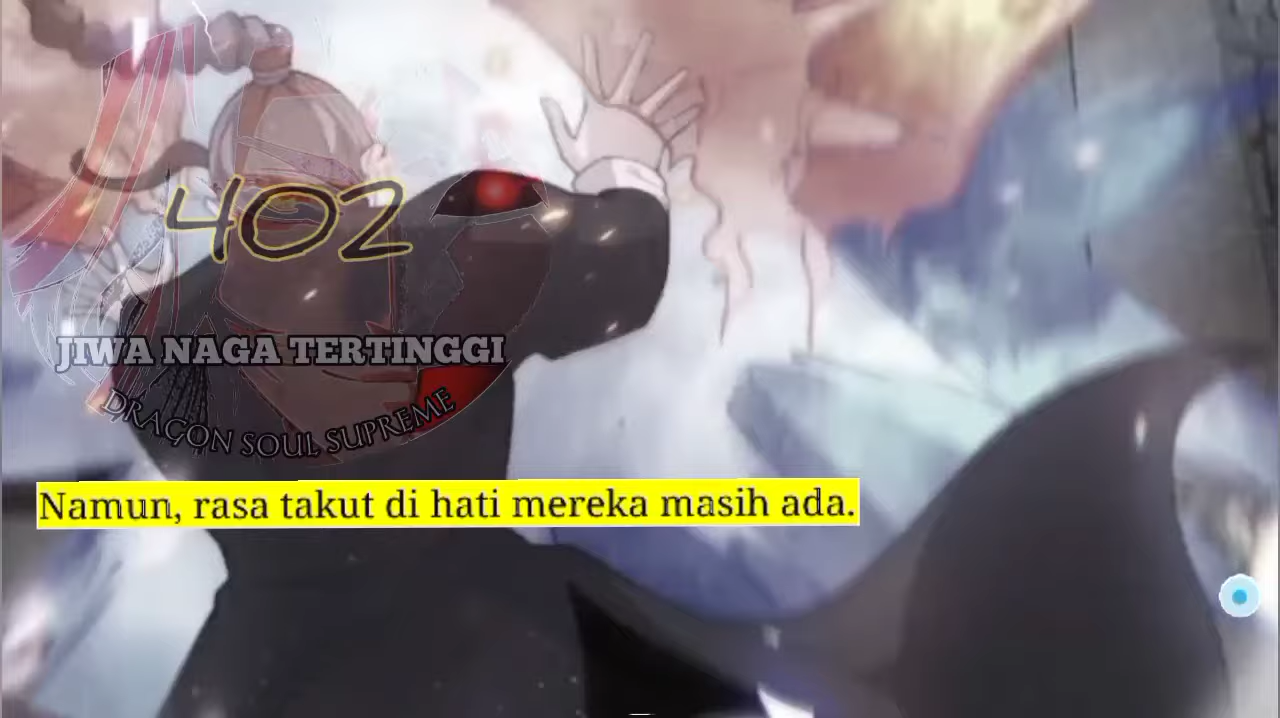 402
JIWA NAGA TERTINGGI
DRAGON SOUL SUPREME
Namun, rasa takut di hati mereka masih ada.